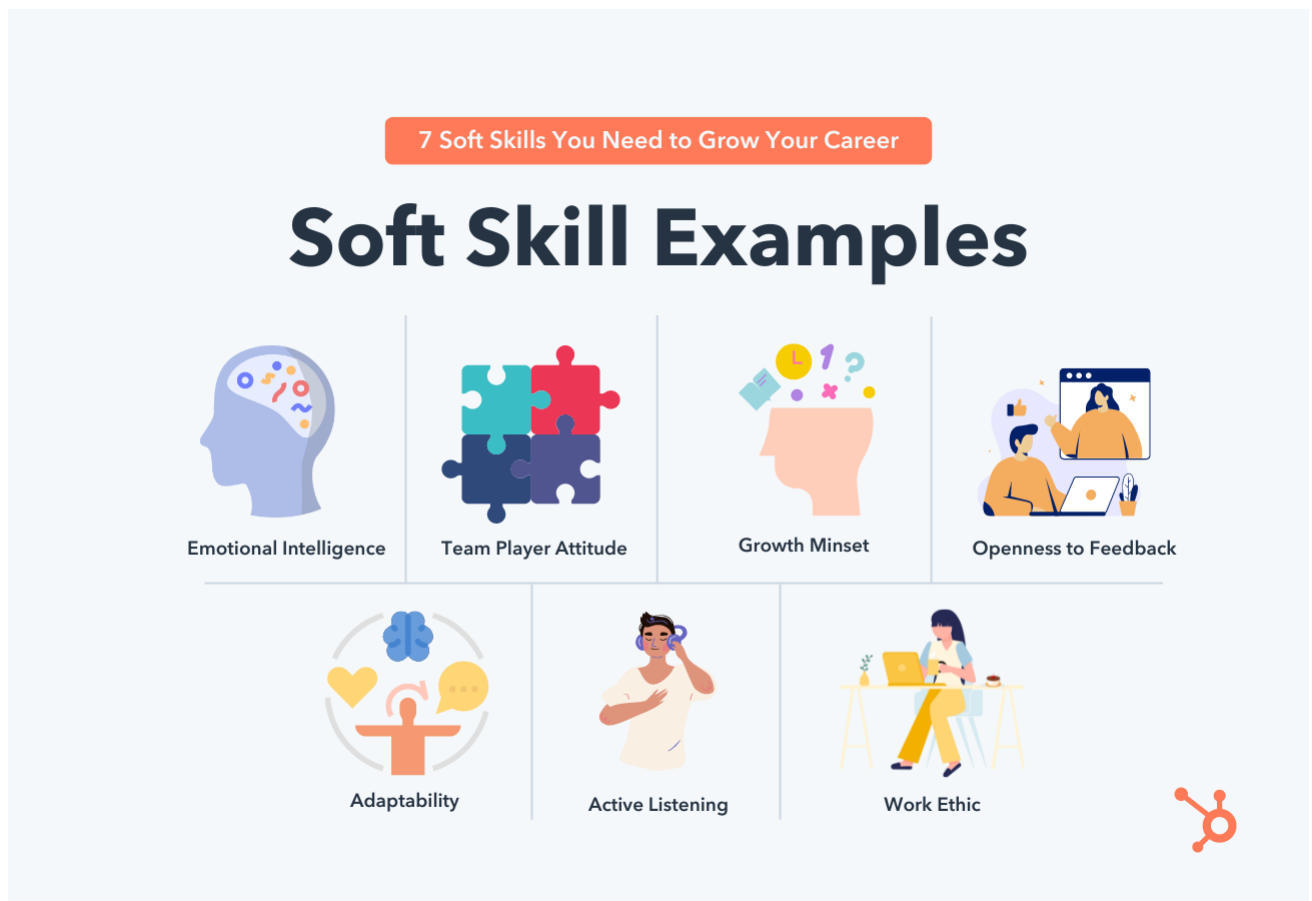 7 Soft Skills You Need to Grow Your Career
Soft Skill Examples
Emotional Intelligence
Team Player Attitude
Growth Minset
Openness to Feedback
Adaptability
Active Listening
Work Ethic